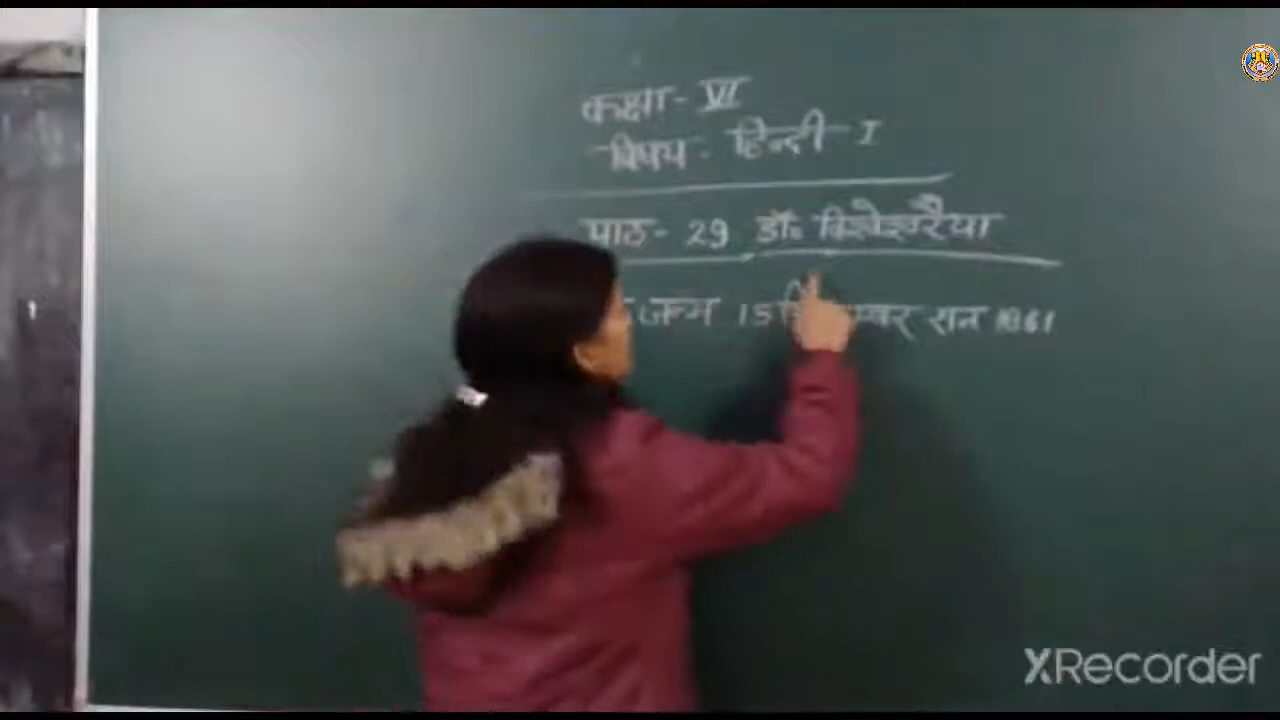 कक्षा - VI
विषय - हिन्दी - I
पाठ - 29 डॉ० विश्वेश्वरैया
जन्म 15 सन 1861
XRecorder